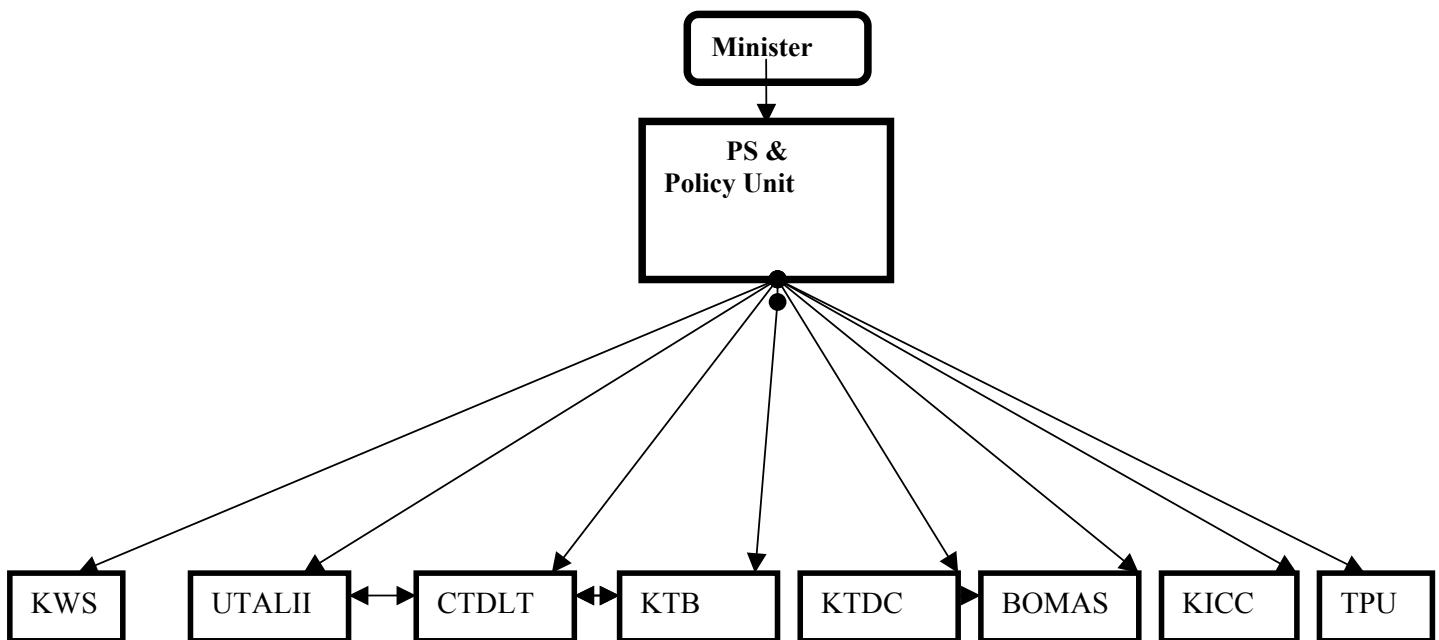 Minister
PS &
Policy Unit
KWS
UTALII
CTDLT
KTB
KTDC
BOMAS
KICC
TPU